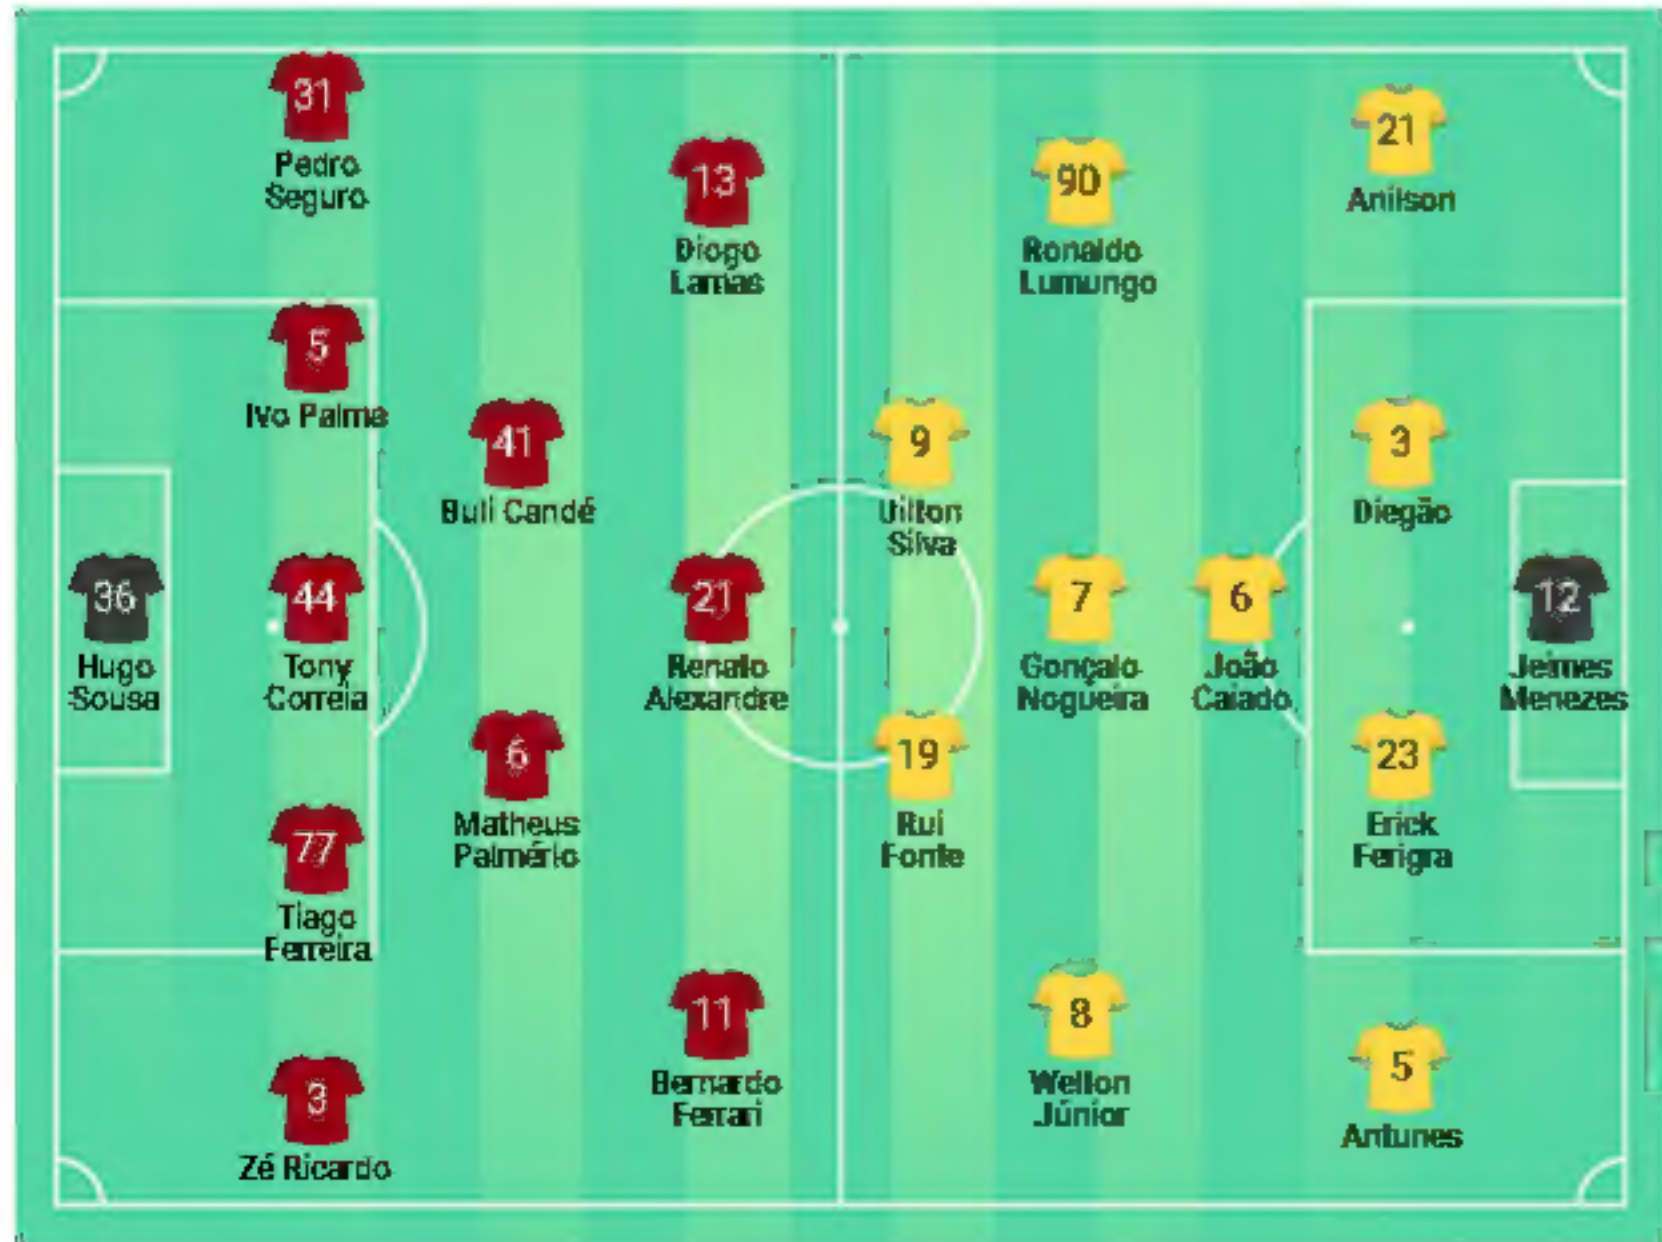 31
Pedro
Seguro
5
Ivo Palma
36
Hugo
Sousa
44
Tony
Correia
77
Tiago
Ferreira
3
Zé Ricardo
41
Buli Candé
6
Matheus
Palmério
13
Diogo
Lamas
21
Renato
Alexandre
11
Bernardo
Ferrari
9
Uilton
Silva
19
Rui
Fonte
90
Ronaldo
Lumungo
7
Gonçalo
Nogueira
8
Wellon
Júnior
6
João
Caiado
21
Anilson
3
Diegão
23
Erick
Ferigra
5
Antunes
12
Jeimes
Menezes